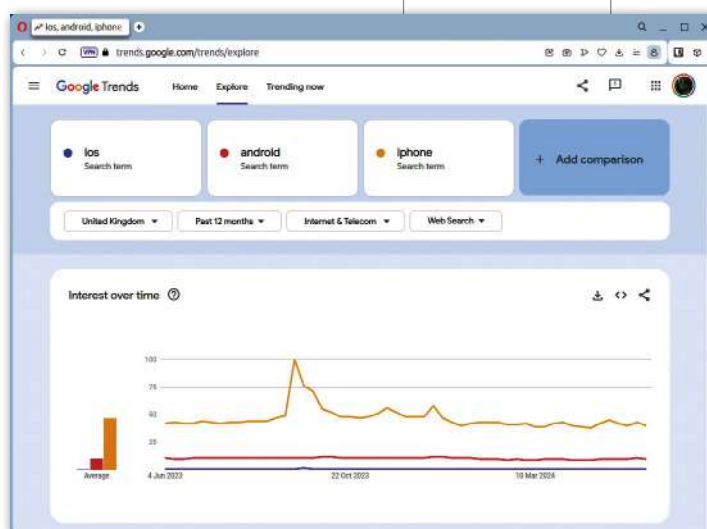 ios, android, iphone
VPN trends.google.com/trends/explore
Google Trends Home Explore Trending now
ios android iphone + Add comparison
Search term Search term Search term
United Kingdom Past 12 months Internet & Telecom Web Search
Interest over time
100
75
50
25
Average 4 Jun 2023 22 Oct 2023 10 Mar 2024